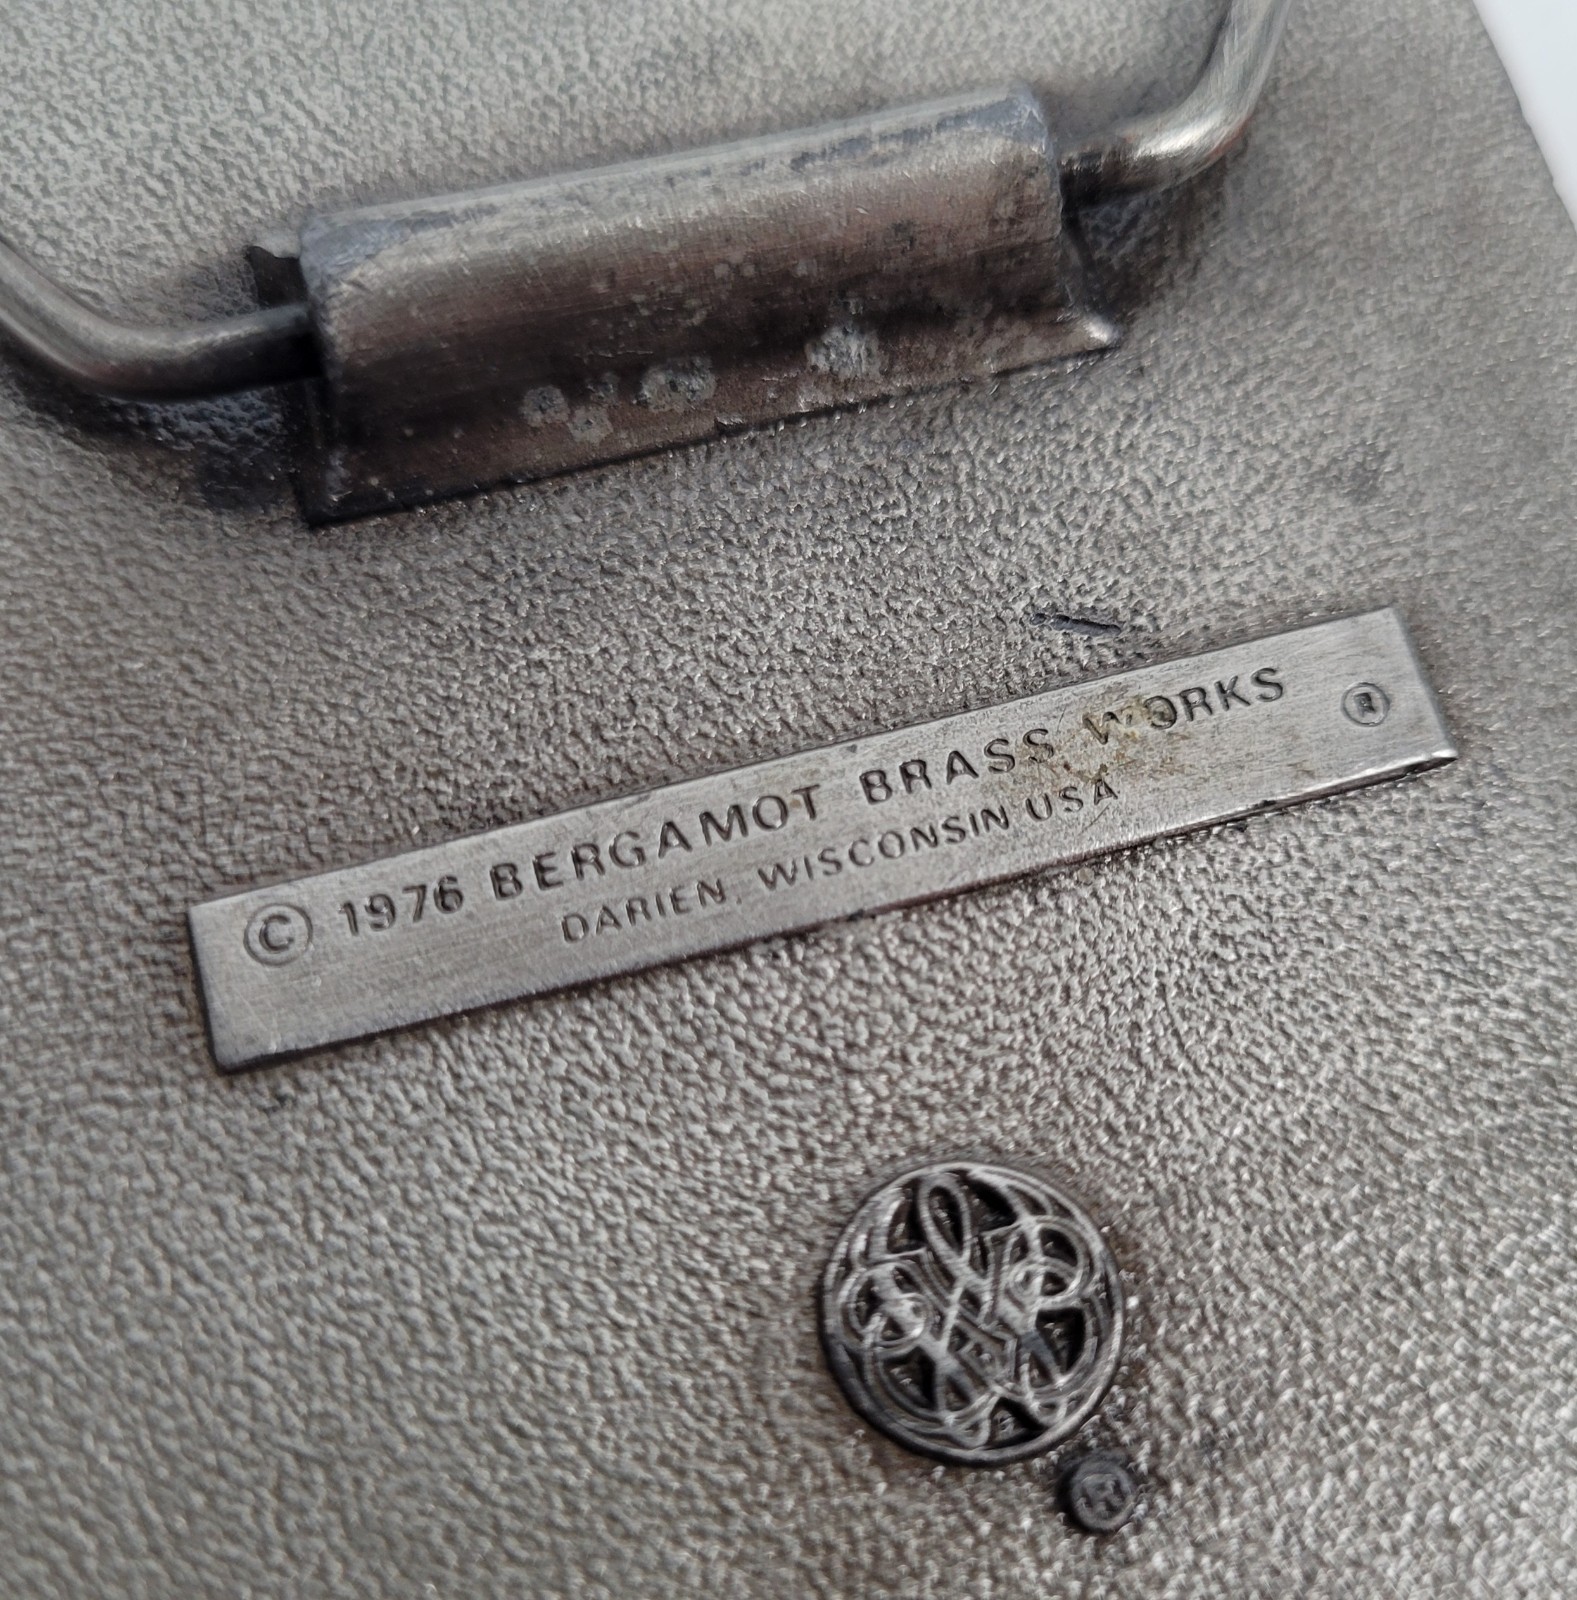 © 1976 BERGAMOT BRASS WORKS ®
DARIEN, WISCONSIN USA
®